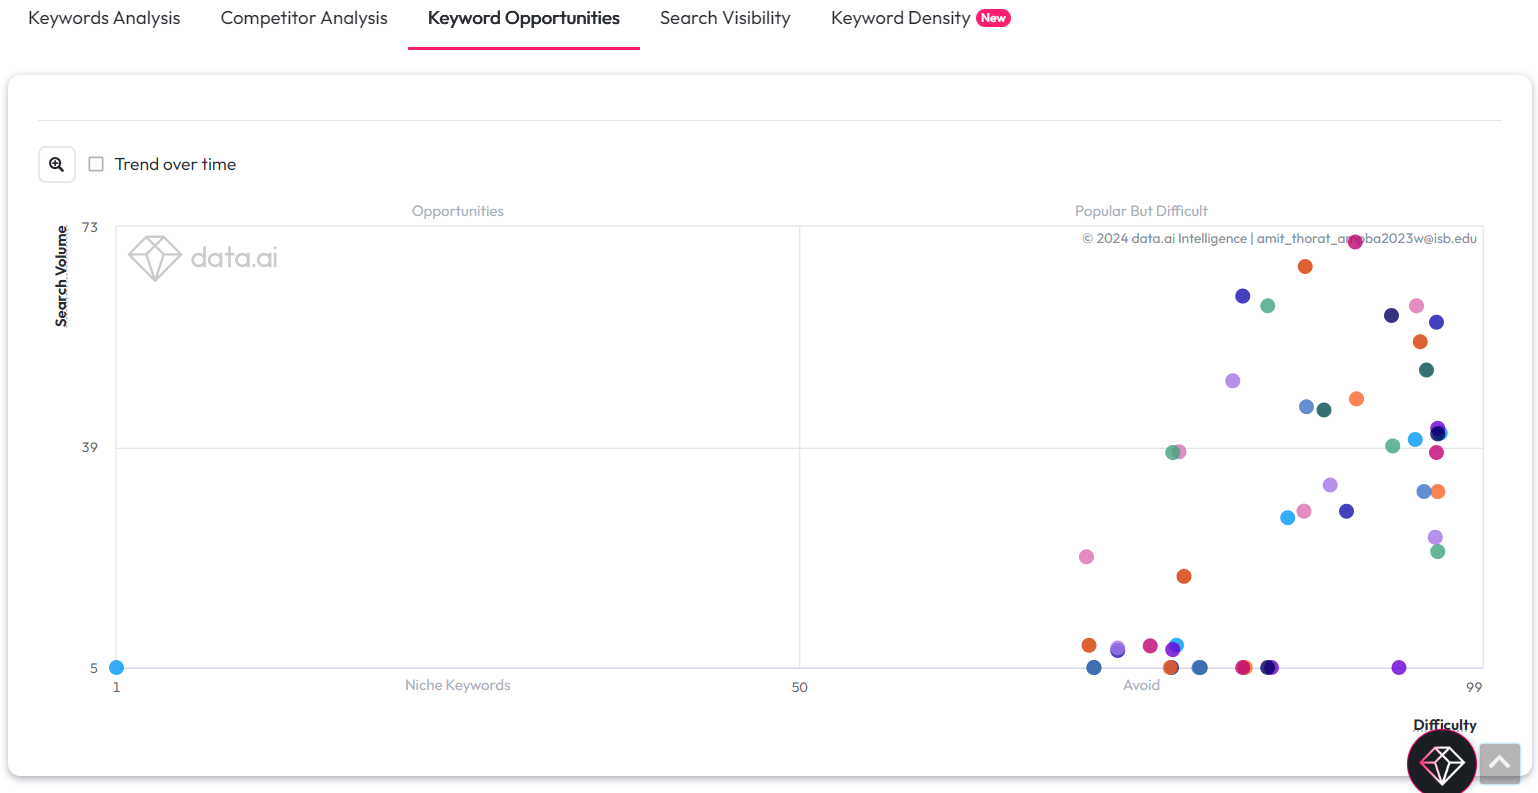 Keywords Analysis Competitor Analysis Keyword Opportunities Search Visibility Keyword Density New
Trend over time
Opportunities Popular But Difficult
Search Volume
73
data.ai
© 2024 data.ai Intelligence | amit_thorat_ampba2023w@isb.edu
39
5
1 50 99
Niche Keywords Avoid
Difficulty